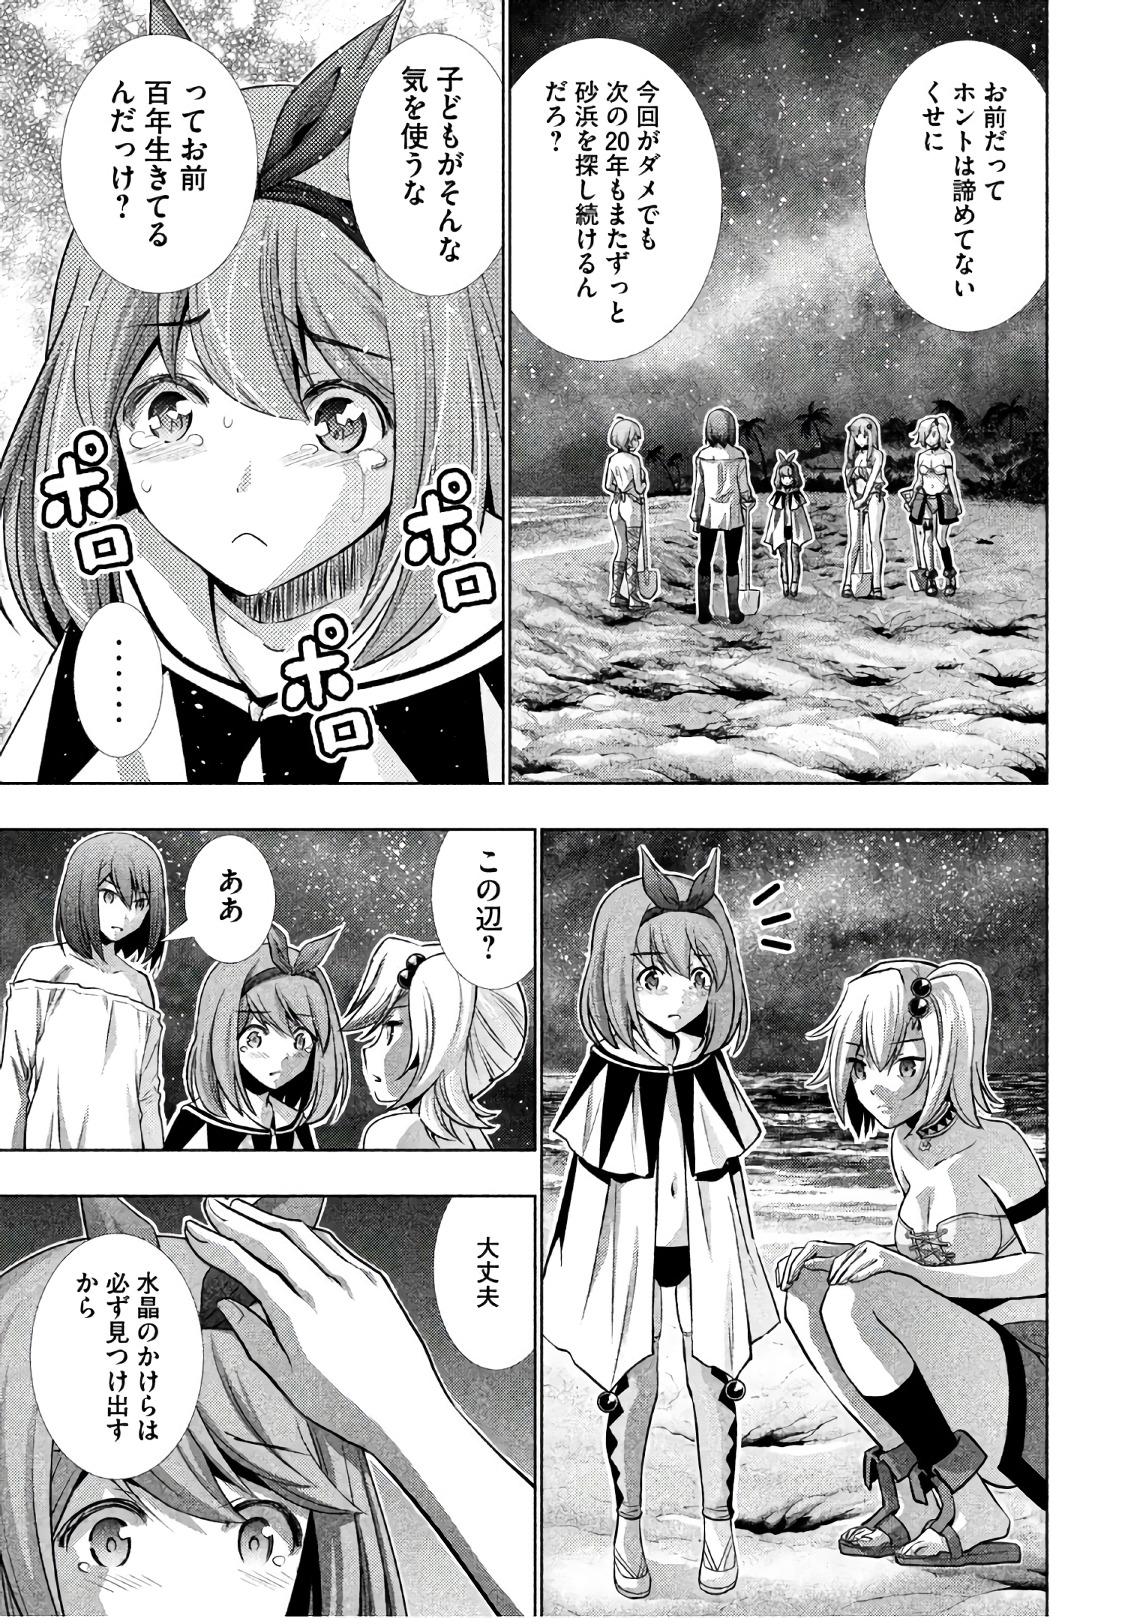 お前だって
ホントは諦めてない
くせに
今回がダメでも
次の20年もまたずっと
砂浜を探し続けるん
だろ?
子どもがそんな
気を使うな
ってお前
百年生きてる
んだっけ?
ポロ
ポロ
ポロ
・・・・・・
この辺?
ああ
大丈夫
水晶のかけらは
必ず見つけ出す
から